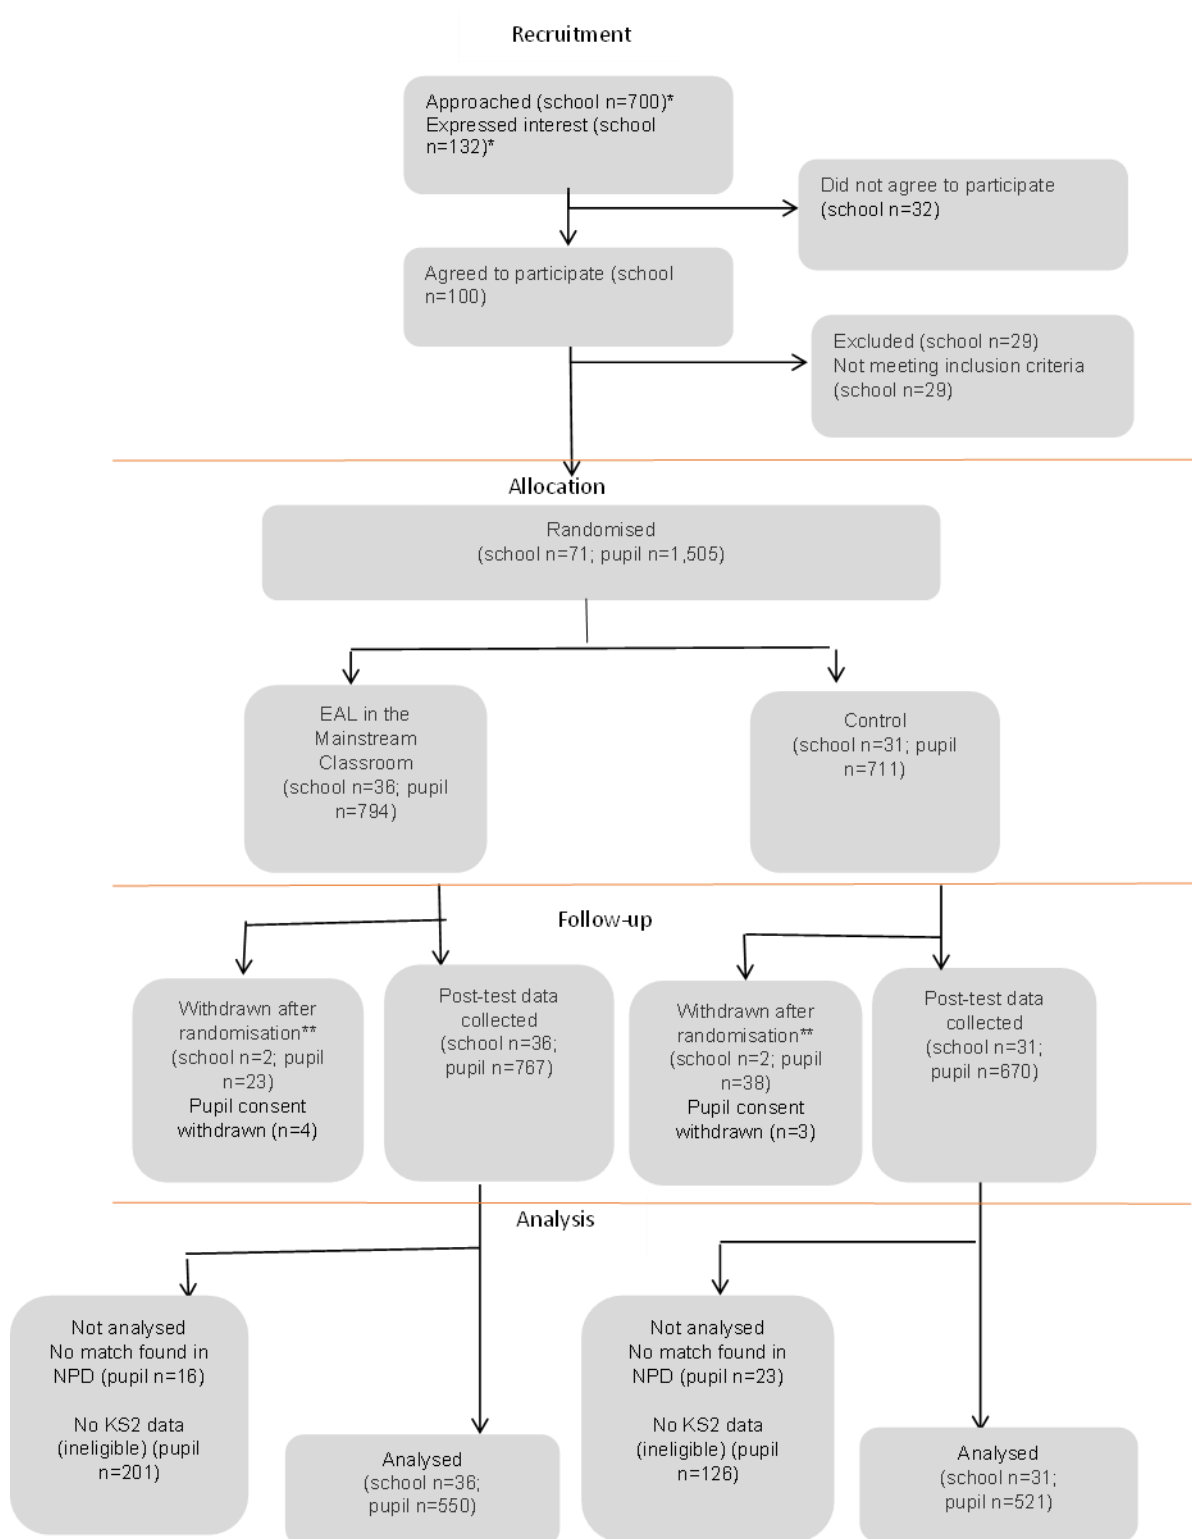 Recruitment
Approached (school n=700)*
Expressed interest (school
n=132)*
Did not agree to participate
(school n=32)
Agreed to participate (school
n=100)
Excluded (school n=29)
Not meeting inclusion criteria
(school n=29)
Allocation
Randomised
(school n=71; pupil n=1,505)
EAL in the
Mainstream
Classroom
(school n=36; pupil
n=794)
Control
(school n=31; pupil
n=711)
Follow-up
Withdrawn after
randomisation**
(school n=2; pupil
n=23)
Pupil consent
withdrawn (n=4)
Post-test data
collected
(school n=36;
pupil n=767)
Withdrawn after
randomisation**
(school n=2; pupil
n=38)
Pupil consent
withdrawn (n=3)
Post-test data
collected
(school n=31;
pupil n=670)
Analysis
Not analysed
No match found in
NPD (pupil n=16)
No KS2 data
(ineligible) (pupil
n=201)
Analysed
(school n=36;
pupil n=550)
Not analysed
No match found in
NPD (pupil n=23)
No KS2 data
(ineligible) (pupil
n=126)
Analysed
(school n=31;
pupil n=521)